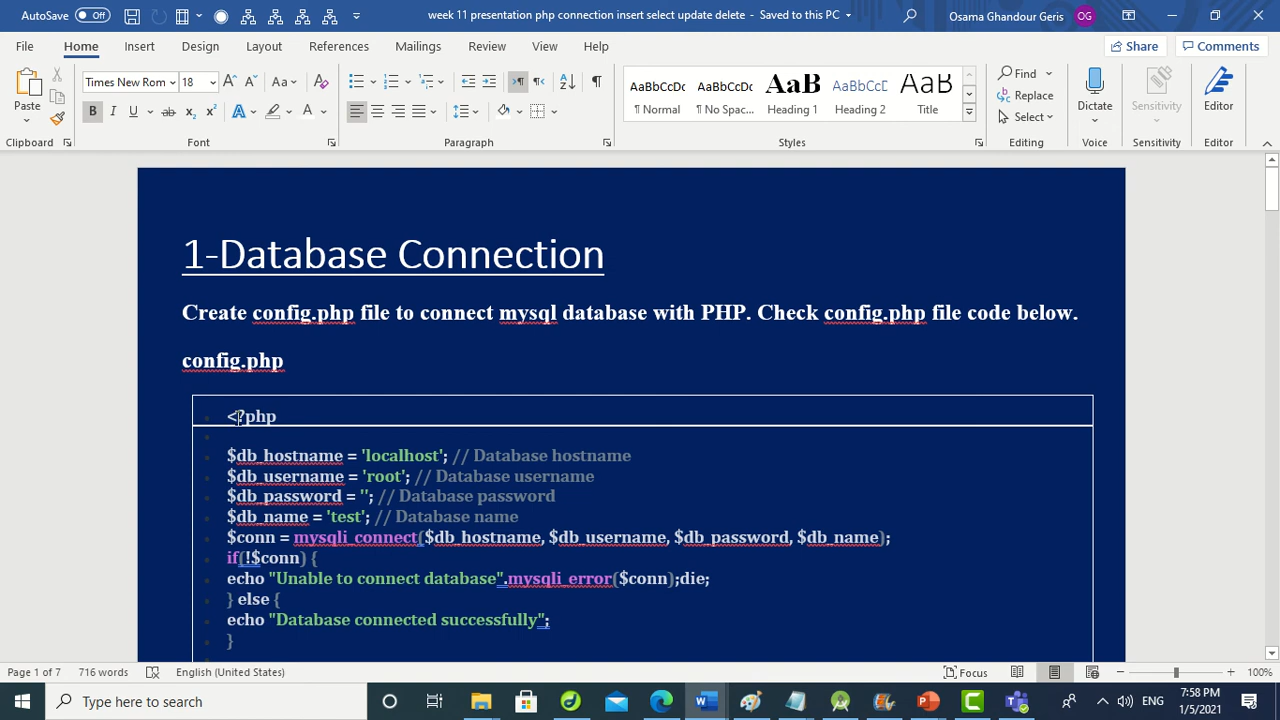 AutoSave Off
week 11 presentation php connection insert select update delete - Saved to this PC
Osama Ghandour Geris OG
File Home Insert Design Layout References Mailings Review View Help Share Comments
Times New Rom 18
Paste
Clipboard Font Paragraph
AaBbCcDc AaBbCcDc AaB AaBbCcD AaB
¶ Normal ¶ No Spac... Heading 1 Heading 2 Title
Styles
Find
Replace
Select
Editing
Dictate
Voice
Sensitivity
Sensitivity
Editor
Editor
1-Database Connection
Create config.php file to connect mysql database with PHP. Check config.php file code below.
config.php
<?php
$db_hostname = 'localhost'; // Database hostname
$db_username = 'root'; // Database username
$db_password = ''; // Database password
$db_name = 'test'; // Database name
$conn = mysqli_connect($db_hostname, $db_username, $db_password, $db_name);
if(!$conn) {
echo "Unable to connect database".mysqli_error($conn);die;
} else {
echo "Database connected successfully";
}
Page 1 of 7 716 words English (United States) Focus 100%
Type here to search
ENG
7:58 PM
1/5/2021